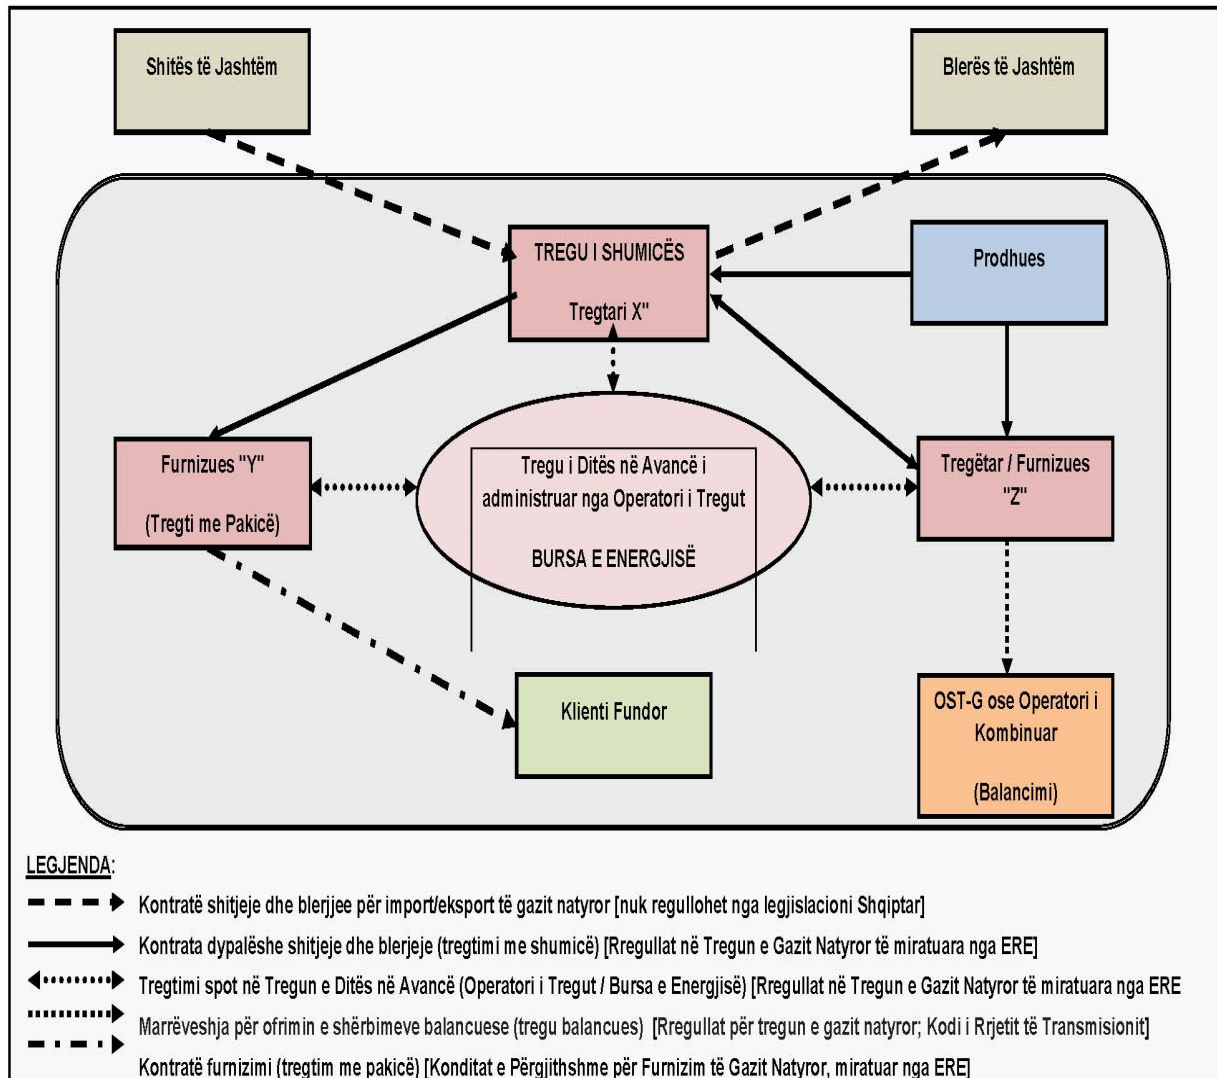 Shitës të Jashtëm
Blerës të Jashtëm
TREGU I SHUMICËS
Tregtari X"
Prodhues
Furnizues "Y"
(Tregti me Pakicë)
Tregu i Ditës në Avancë i
administruar nga Operatori i Tregut
BURSA E ENERGJISË
Tregëtar / Furnizues
"Z"
Klienti Fundor
OST-G ose Operatori i
Kombinuar
(Balancimi)
LEGJENDA:
Kontratë shitjeje dhe blerjjee për import/eksport të gazit natyror [nuk regullohet nga legjislacioni Shqiptar]
Kontrata dypalëshe shitjeje dhe blerjeje (tregtimi me shumicë) [Rregullat në Tregun e Gazit Natyror të miratuara nga ERE]
Tregtimi spot në Tregun e Ditës në Avancë (Operatori i Tregut / Bursa e Energjisë) [Rregullat në Tregun e Gazit Natyror të miratuara nga ERE
Marrëveshja për ofrimin e shërbimeve balancuese (tregu balancues) [Rregullat për tregun e gazit natyror; Kodi i Rrjetit të Transmisionit]
Kontratë furnizimi (tregtim me pakicë) [Konditat e Përgjithshme për Furnizim të Gazit Natyror, miratuar nga ERE]